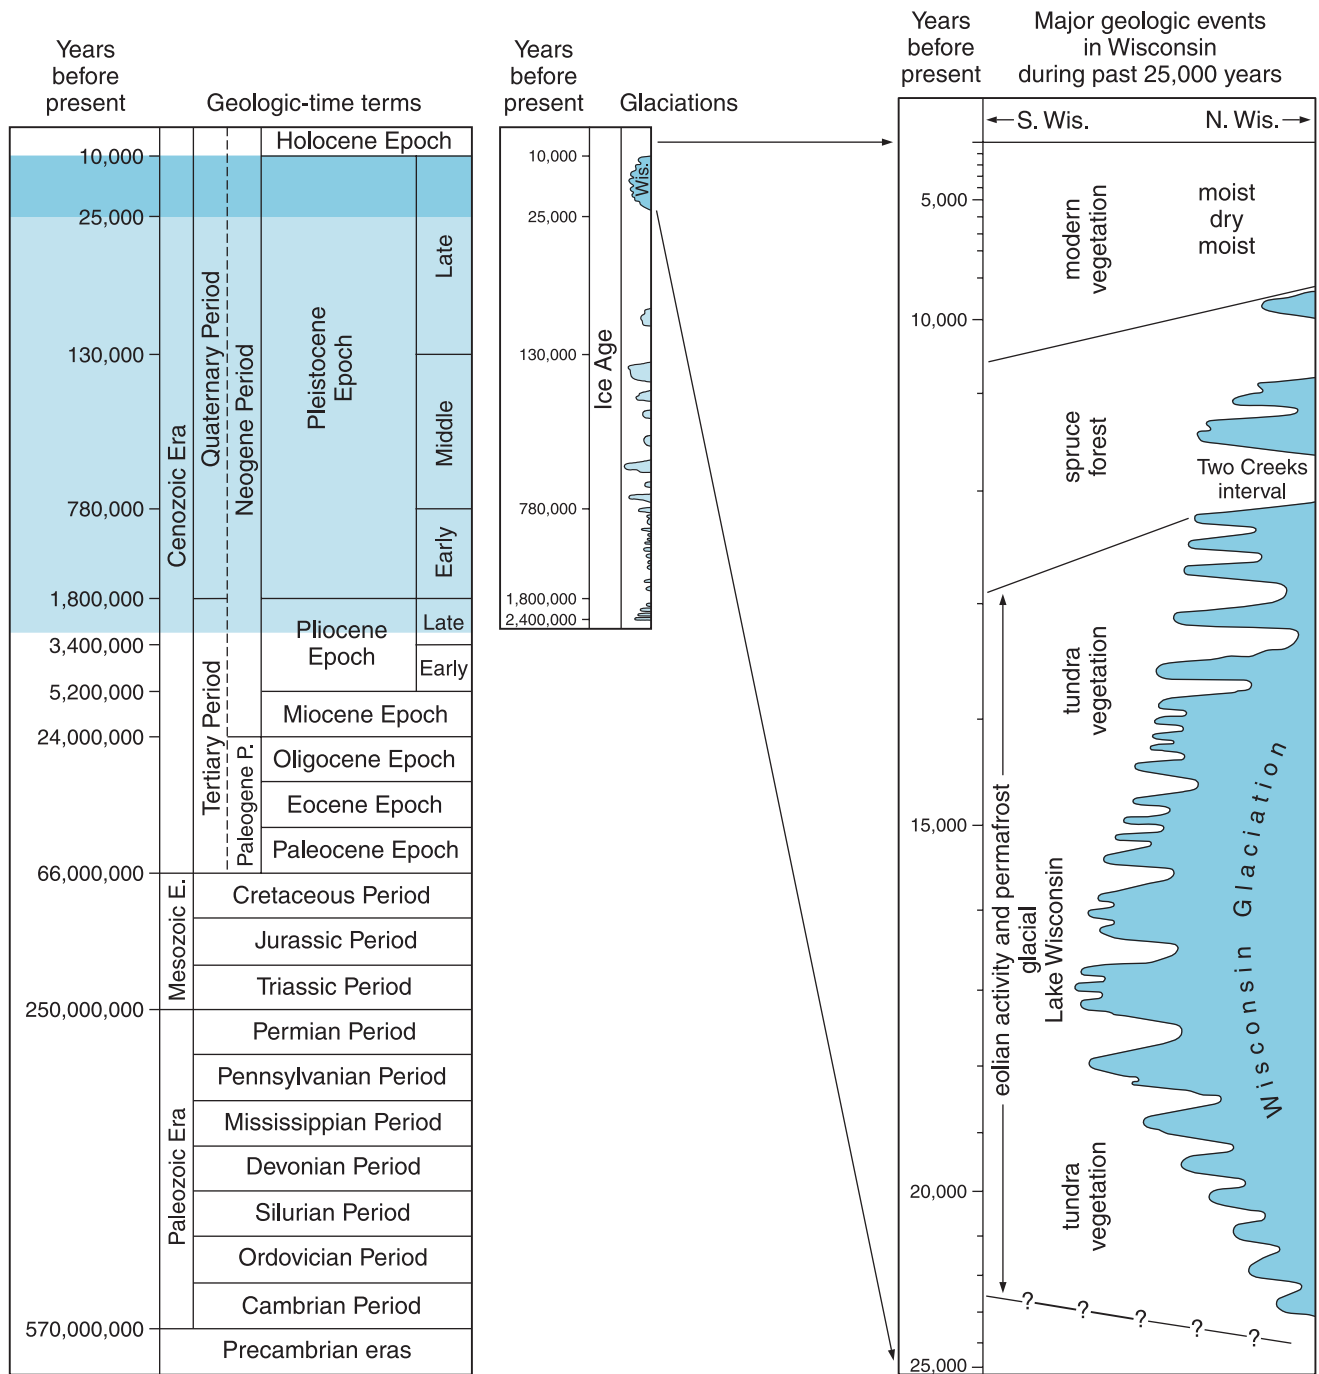 Years
before
present
Geologic-time terms
Holocene Epoch
10,000
25,000
130,000
780,000
1,800,000
3,400,000
5,200,000
24,000,000
66,000,000
250,000,000
570,000,000
Cenozoic Era
Mesozoic E.
Paleozoic Era
Quaternary Period
Tertiary Period
Neogene Period
Paleogene P.
Pleistocene
Epoch
Late
Middle
Early
Pliocene
Epoch
Late
Early
Miocene Epoch
Oligocene Epoch
Eocene Epoch
Paleocene Epoch
Cretaceous Period
Jurassic Period
Triassic Period
Permian Period
Pennsylvanian Period
Mississippian Period
Devonian Period
Silurian Period
Ordovician Period
Cambrian Period
Precambrian eras
Years
before
present
Glaciations
10,000
25,000
130,000
780,000
1,800,000
2,400,000
Ice Age
Wis.
Years
before
present
Major geologic events
in Wisconsin
during past 25,000 years
S. Wis.
N. Wis.
5,000
10,000
15,000
20,000
25,000
modern
vegetation
moist
dry
moist
spruce
forest
Two Creeks
interval
tundra
vegetation
eolian activity and permafrost
glacial
Lake Wisconsin
Wisconsin Glaciation
tundra
vegetation
? ? ? ? ?